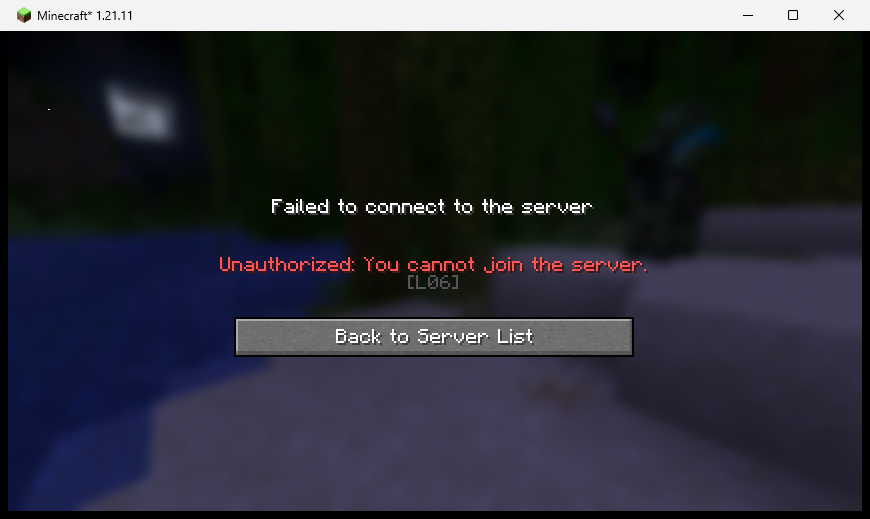 Minecraft* 1.21.11
Failed to connect to the server
Unauthorized: You cannot join the server.
[L06]
Back to Server List